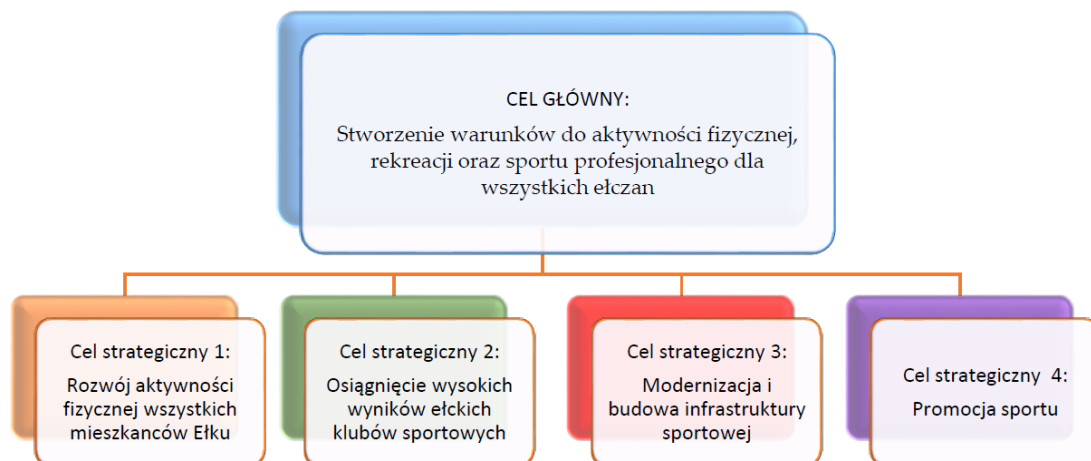 CEL GŁÓWNY:
Stworzenie warunków do aktywności fizycznej,
rekreacji oraz sportu profesjonalnego dla
wszystkich ełczan
Cel strategiczny 1:
Rozwój aktywności
fizycznej wszystkich
mieszkanców Ełku
Cel strategiczny 2:
Osiągnięcie wysokich
wyników ełckich
klubów sportowych
Cel strategiczny 3:
Modernizacja i
budowa infrastruktury
sportowej
Cel strategiczny 4:
Promocja sportu